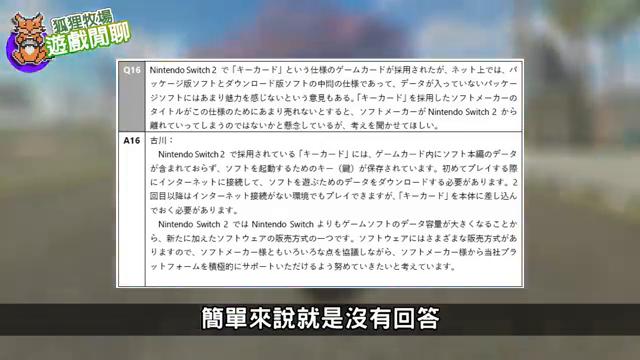 狐狸牧場
遊戲閒聊
Q16 Nintendo Switch 2 で「キーカード」という仕様のゲームカードが採用されたが、ネット上では、パ
ッケージ版ソフトとダウンロード版ソフトの中間の仕様であって、データが入っていないパッケー
ジソフトにはあまり魅力を感じないという意見もある。「キーカード」を採用したソフトメーカーの
タイトルがこの仕様のためにあまり売れないとすると、ソフトメーカーが Nintendo Switch 2 から
離れていってしまうのではないかと懸念しているが、考えを聞かせてほしい。
A16 古川：
Nintendo Switch 2 で採用されている「キーカード」には、ゲームカード内にソフト本編のデータ
が含まれておらず、ソフトを起動するためのキー（鍵）が保存されています。初めてプレイする際
にインターネットに接続して、ソフトを遊ぶためのデータをダウンロードする必要があります。2
回目以降はインターネット接続がない環境でもプレイできますが、「キーカード」を本体に差し込ん
でおく必要があります。
Nintendo Switch 2 では Nintendo Switch よりもゲームソフトのデータ容量が大きくなることか
ら、新たに加えたソフトウェアの販売方式の一つです。ソフトウェアにはさまざまな販売方式があ
りますので、ソフトメーカー様ともいろいろな点を協議しながら、ソフトメーカー様から当社プラ
ットフォームを積極的にサポートいただけるよう努めていきたいと考えています。
簡單來說就是沒有回答